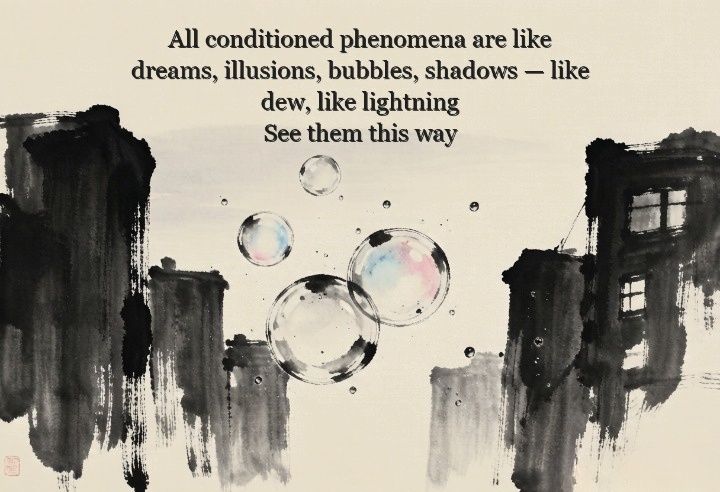 All conditioned phenomena are like
dreams, illusions, bubbles, shadows — like
dew, like lightning
See them this way